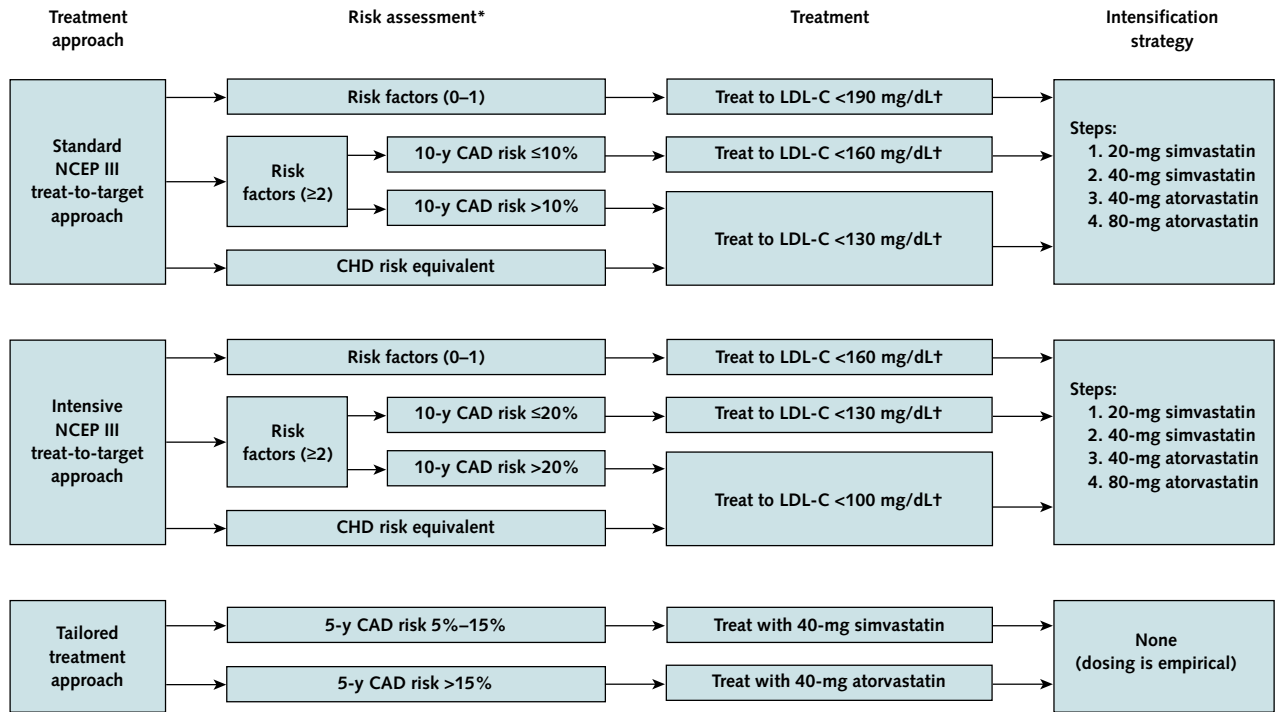 Treatment
approach
Risk assessment*
Treatment
Intensification
strategy
Standard
NCEP III
treat-to-target
approach
Risk factors (0–1)
Risk
factors (≥2)
10-y CAD risk ≤10%
10-y CAD risk >10%
CHD risk equivalent
Treat to LDL-C <190 mg/dL†
Treat to LDL-C <160 mg/dL†
Treat to LDL-C <130 mg/dL†
Steps:
1. 20-mg simvastatin
2. 40-mg simvastatin
3. 40-mg atorvastatin
4. 80-mg atorvastatin
Intensive
NCEP III
treat-to-target
approach
Risk factors (0–1)
Risk
factors (≥2)
10-y CAD risk ≤20%
10-y CAD risk >20%
CHD risk equivalent
Treat to LDL-C <160 mg/dL†
Treat to LDL-C <130 mg/dL†
Treat to LDL-C <100 mg/dL†
Steps:
1. 20-mg simvastatin
2. 40-mg simvastatin
3. 40-mg atorvastatin
4. 80-mg atorvastatin
Tailored
treatment
approach
5-y CAD risk 5%–15%
5-y CAD risk >15%
Treat with 40-mg simvastatin
Treat with 40-mg atorvastatin
None
(dosing is empirical)